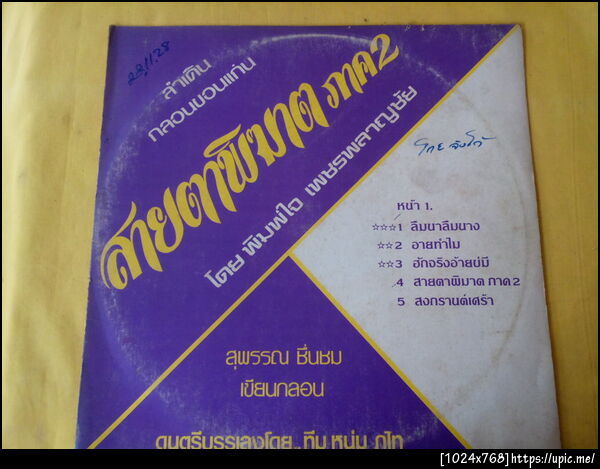 22.11.28
ลำเดิน
กลอนขอนแก่น
สายตาพิฆาต ภาค2
โดย พิมพ์ใจ เพชรพลาญชัย
หน้า 1.
☆☆☆1 ลืมนาลืมนาง
☆☆2 อายทำไม
☆☆3 ฮักจริงอ้ายบ่มี
4 สายตาพิฆาต ภาค2
5 สงกรานต์เศร้า
สุพรรณ ชื่นชม
เขียนกลอน
ดนตรีบรรเลงโดย ทีม หนุ่ม ภูไท
[1024x768]https://upic.me/